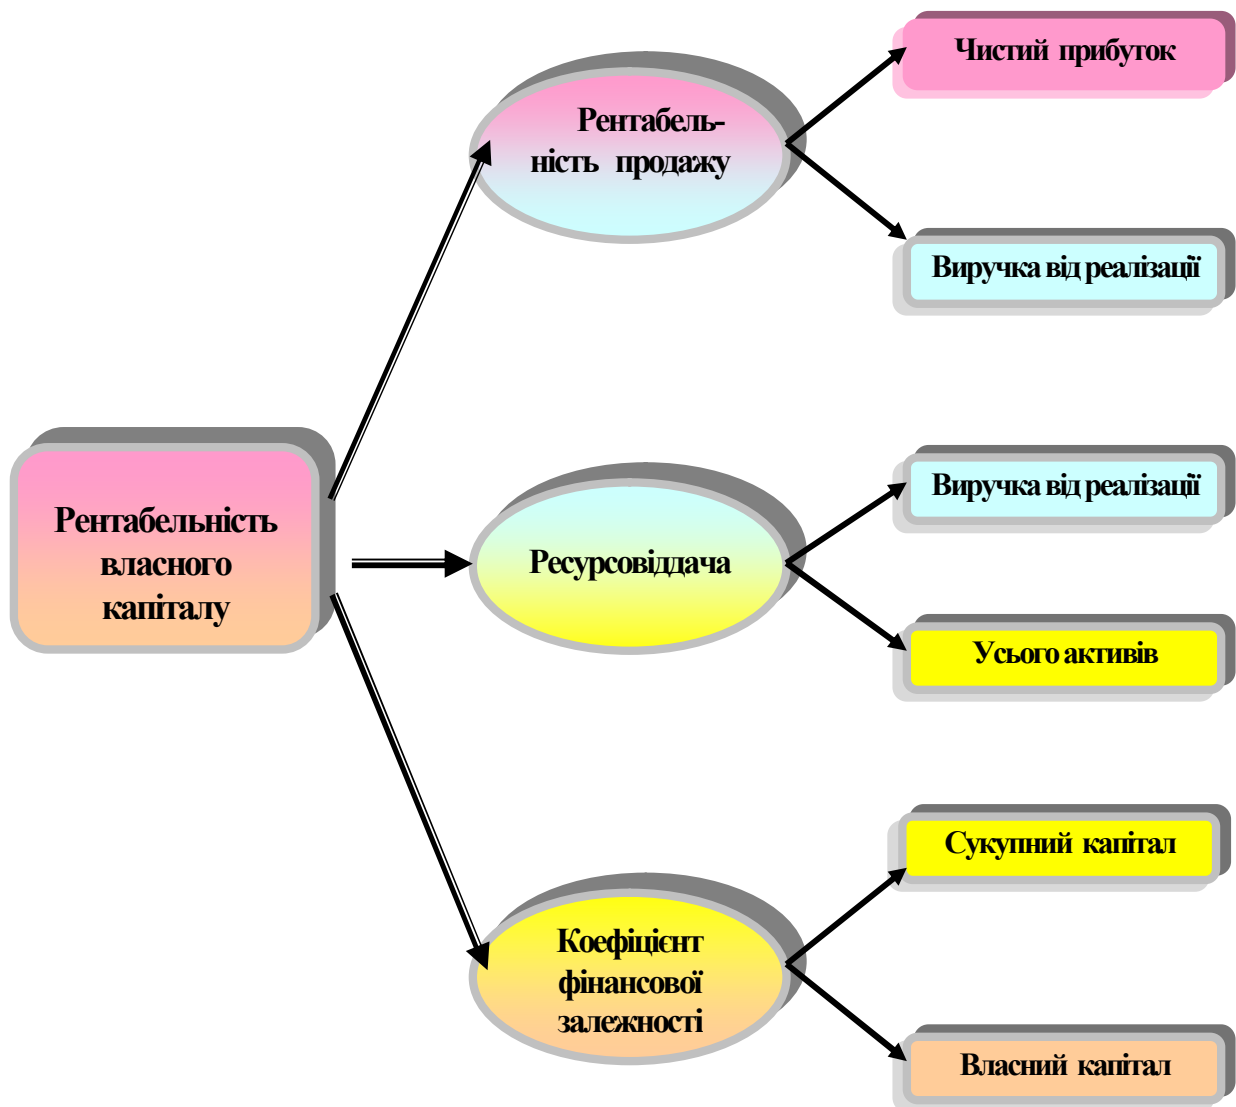 Чистий прибуток
Рентабель-
ність продажу
Виручка від реалізації
Рентабельність
власного
капіталу
Виручка від реалізації
Ресурсовіддача
Усього активів
Сукупний капітал
Коефіцієнт
фінансової
залежності
Власний капітал